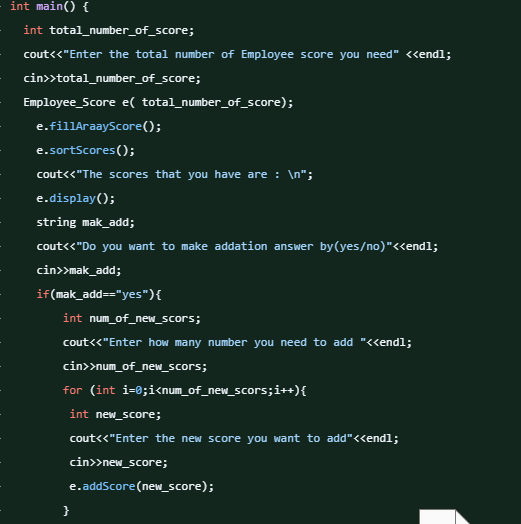 int main() {
int total_number_of_score;
cout<<"Enter the total number of Employee score you need" <<endl;
cin>>total_number_of_score;
Employee_Score e( total_number_of_score);
e.fillAraayScore();
e.sortScores();
cout<<"The scores that you have are : \n";
e.display();
string mak_add;
cout<<"Do you want to make addation answer by(yes/no)"<<endl;
cin>>mak_add;
if(mak_add=="yes"){
int num_of_new_scors;
cout<<"Enter how many number you need to add "<<endl;
cin>>num_of_new_scors;
for (int i=0;i<num_of_new_scors;i++){
int new_score;
cout<<"Enter the new score you want to add"<<endl;
cin>>new_score;
e.addScore(new_score);
}